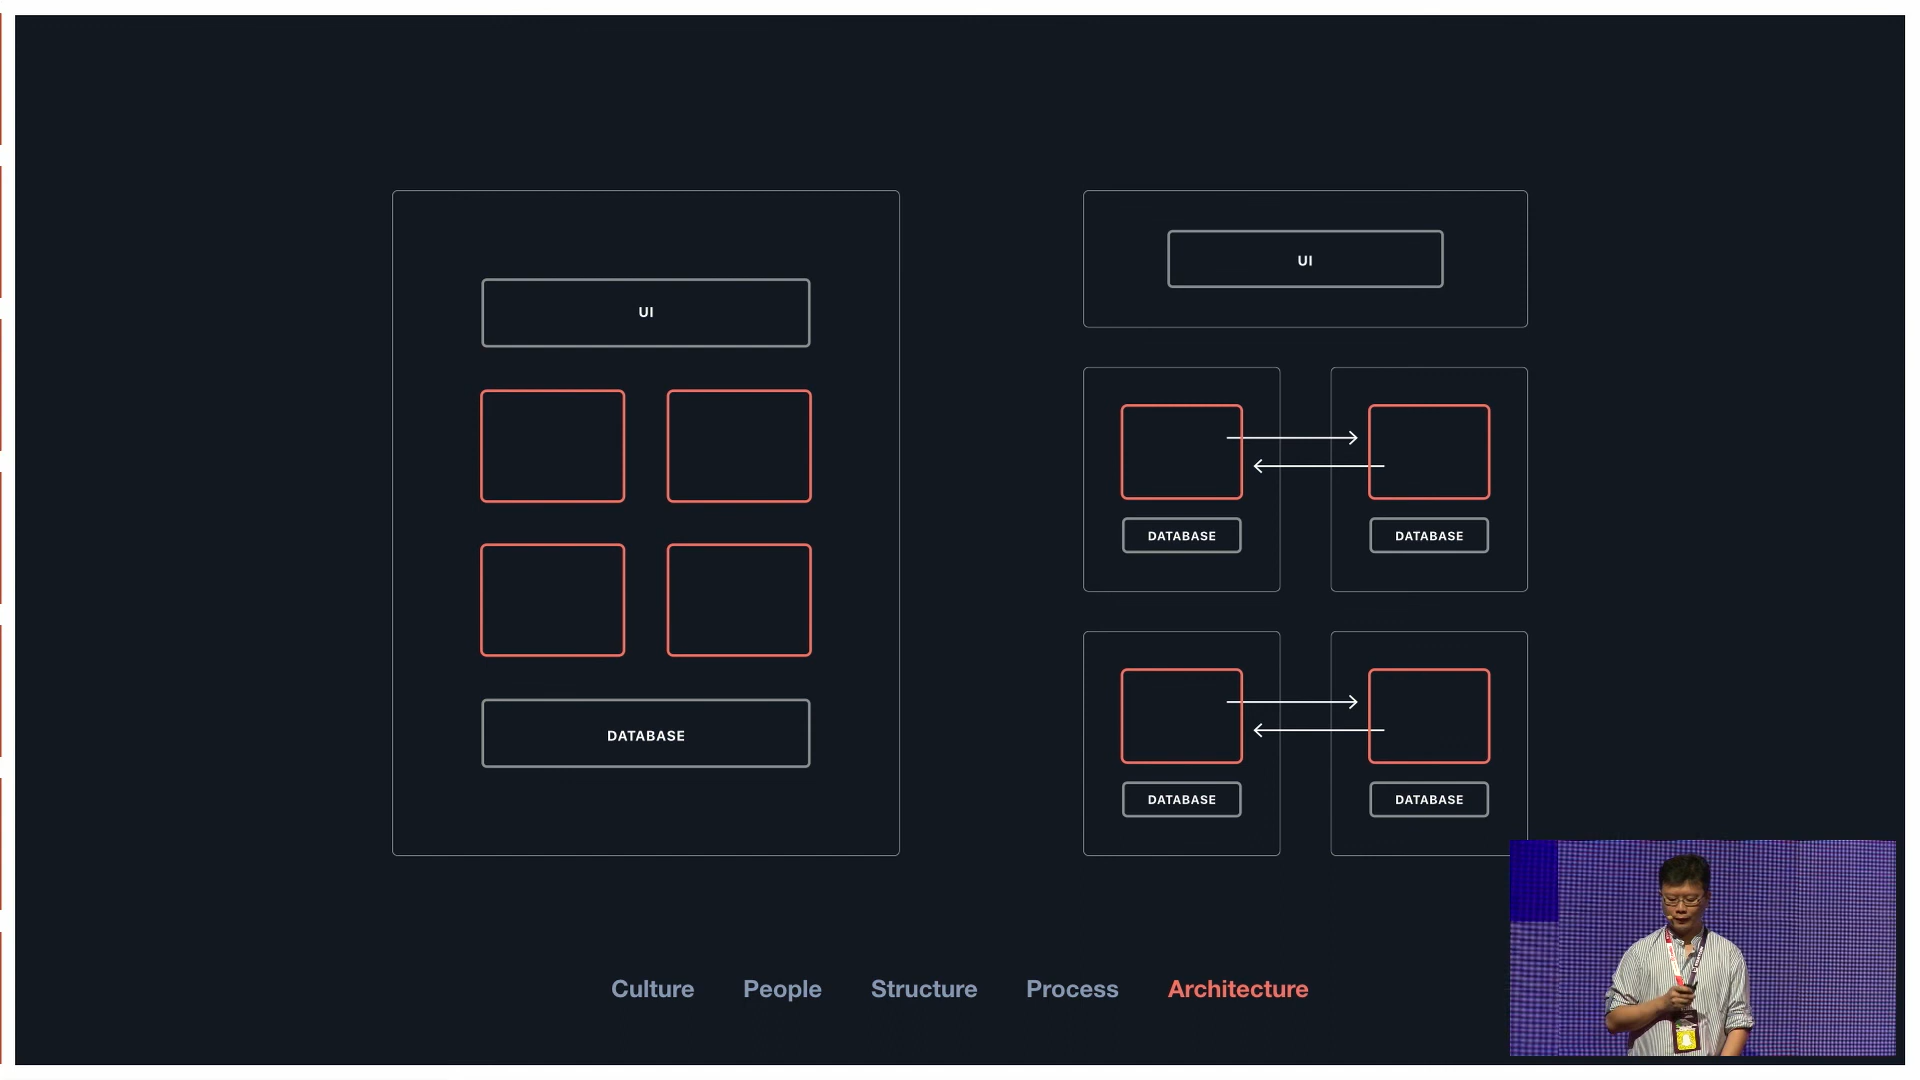 UI
DATABASE
UI
DATABASE
DATABASE
DATABASE
DATABASE
Culture People Structure Process Architecture